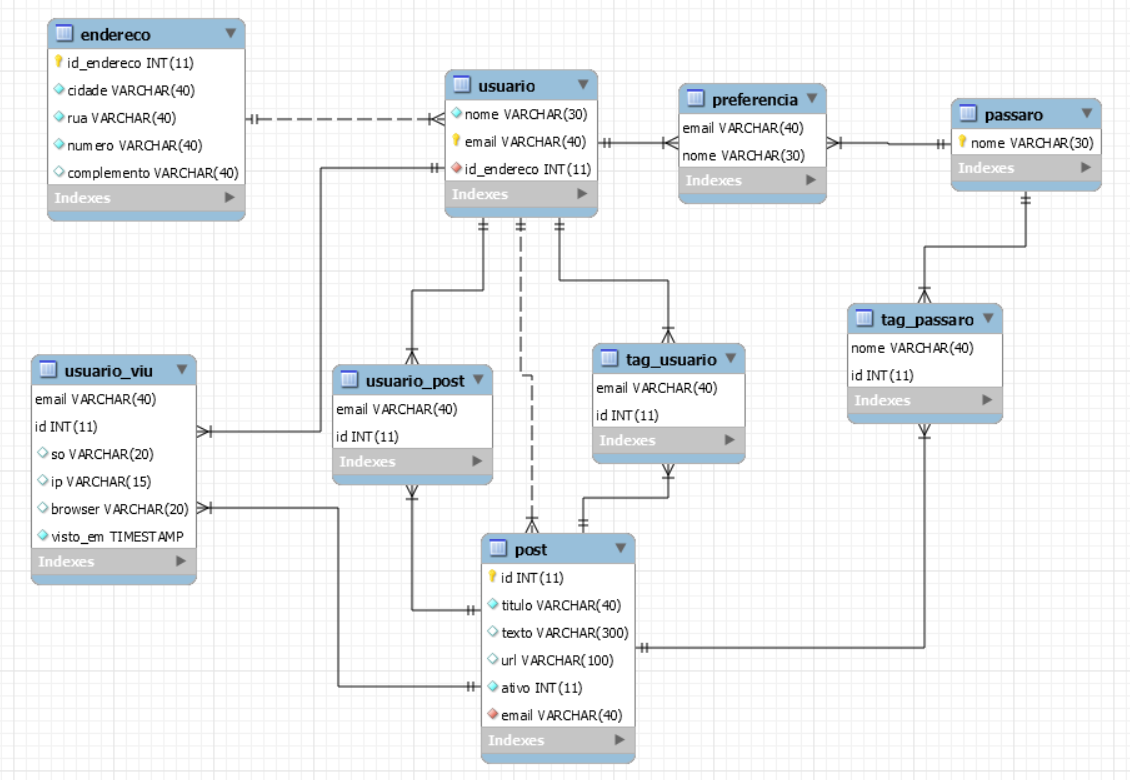 endereco
id_endereco INT(11)
cidade VARCHAR(40)
rua VARCHAR(40)
numero VARCHAR(40)
complemento VARCHAR(40)
Indexes
usuario
nome VARCHAR(30)
email VARCHAR(40)
id_endereco INT(11)
Indexes
preferencia
email VARCHAR(40)
nome VARCHAR(30)
Indexes
passaro
nome VARCHAR(30)
Indexes
usuario_viu
email VARCHAR(40)
id INT(11)
so VARCHAR(20)
ip VARCHAR(15)
browser VARCHAR(20)
visto_em TIMESTAMP
Indexes
usuario_post
email VARCHAR(40)
id INT(11)
Indexes
tag_usuario
email VARCHAR(40)
id INT(11)
Indexes
tag_passaro
nome VARCHAR(40)
id INT(11)
Indexes
post
id INT(11)
titulo VARCHAR(40)
texto VARCHAR(300)
url VARCHAR(100)
ativo INT(11)
email VARCHAR(40)
Indexes